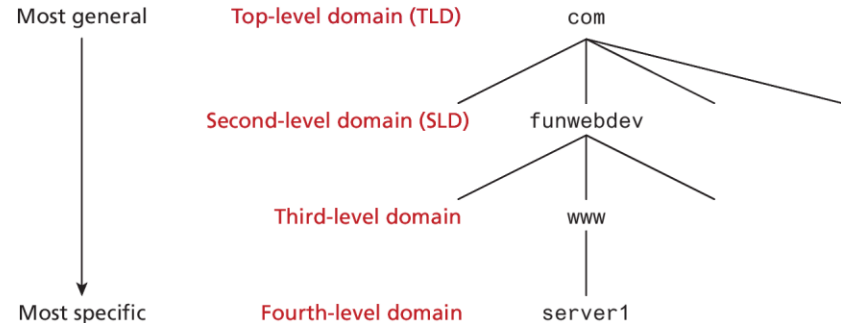 Most general Top-level domain (TLD) com
Second-level domain (SLD) funwebdev
Third-level domain www
Most specific Fourth-level domain server1